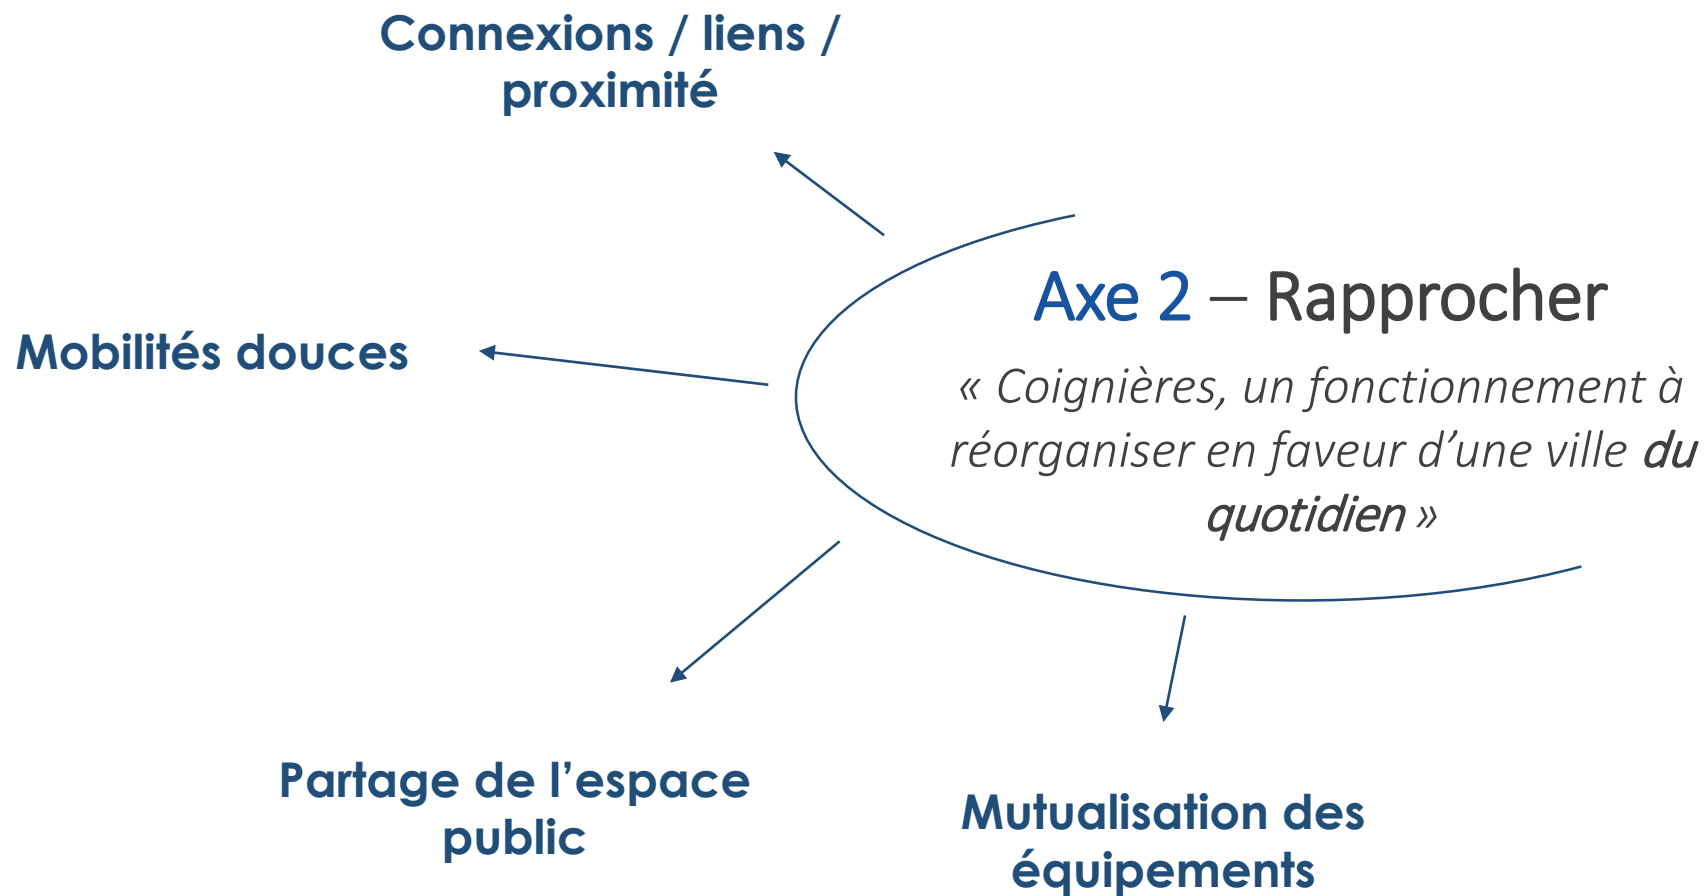 Connexions / liens /
proximité
Axe 2 – Rapprocher
« Coignières, un fonctionnement à
réorganiser en faveur d’une ville du
quotidien »
Mobilités douces
Partage de l’espace
public
Mutualisation des
équipements